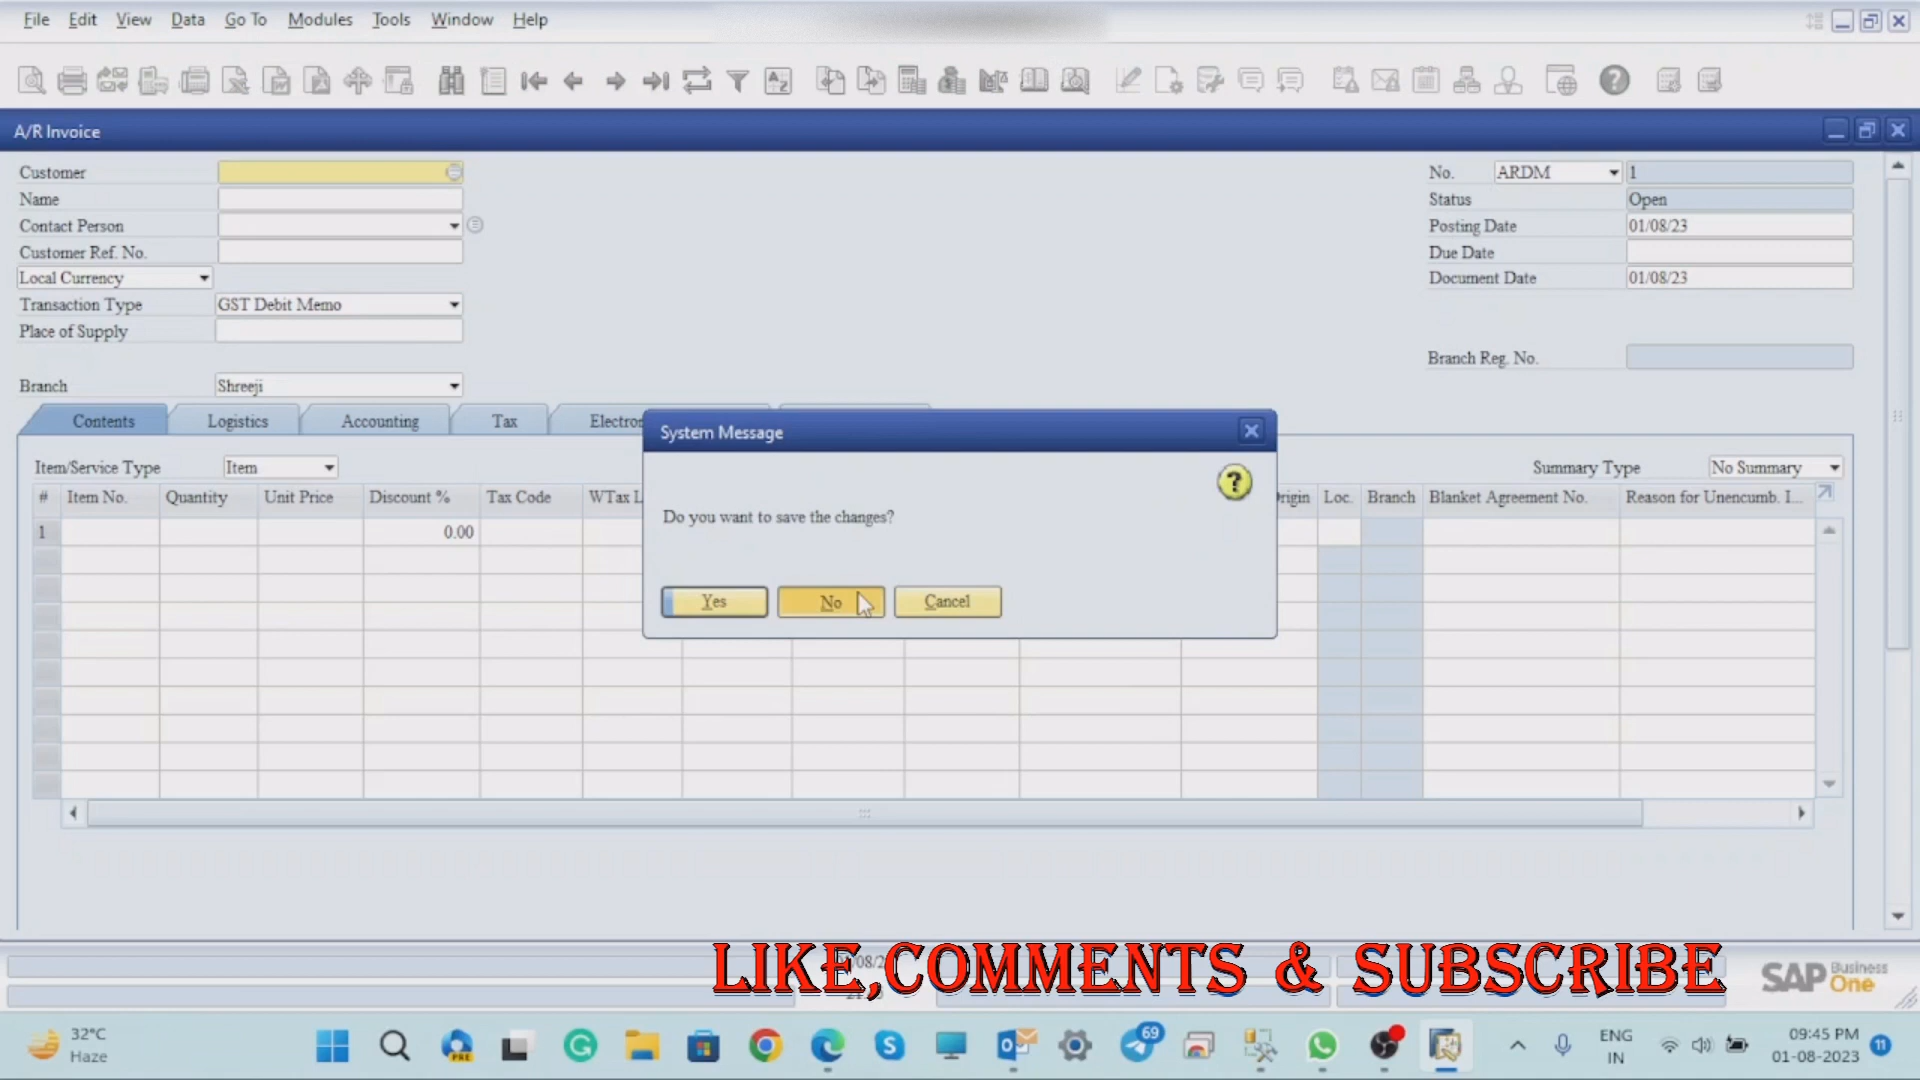 File Edit View Data Go To Modules Tools Window Help
A/R Invoice
Customer
Name
Contact Person
Customer Ref. No.
Local Currency
Transaction Type GST Debit Memo
Place of Supply
Branch Shreeji
No. ARDM 1
Status Open
Posting Date 01/08/23
Due Date
Document Date 01/08/23
Branch Reg. No.
Contents Logistics Accounting Tax
Item/Service Type Item
Summary Type No Summary
# Item No. Quantity Unit Price Discount % Tax Code WTax L Loc. Branch Blanket Agreement No. Reason for Unencumb. I...
1 0.00
System Message
?
Do you want to save the changes?
Yes No Cancel
LIKE,COMMENTS & SUBSCRIBE
SAP Business One
32°C
Haze
PRE
69
ENG
IN
09:45 PM
01-08-2023
11